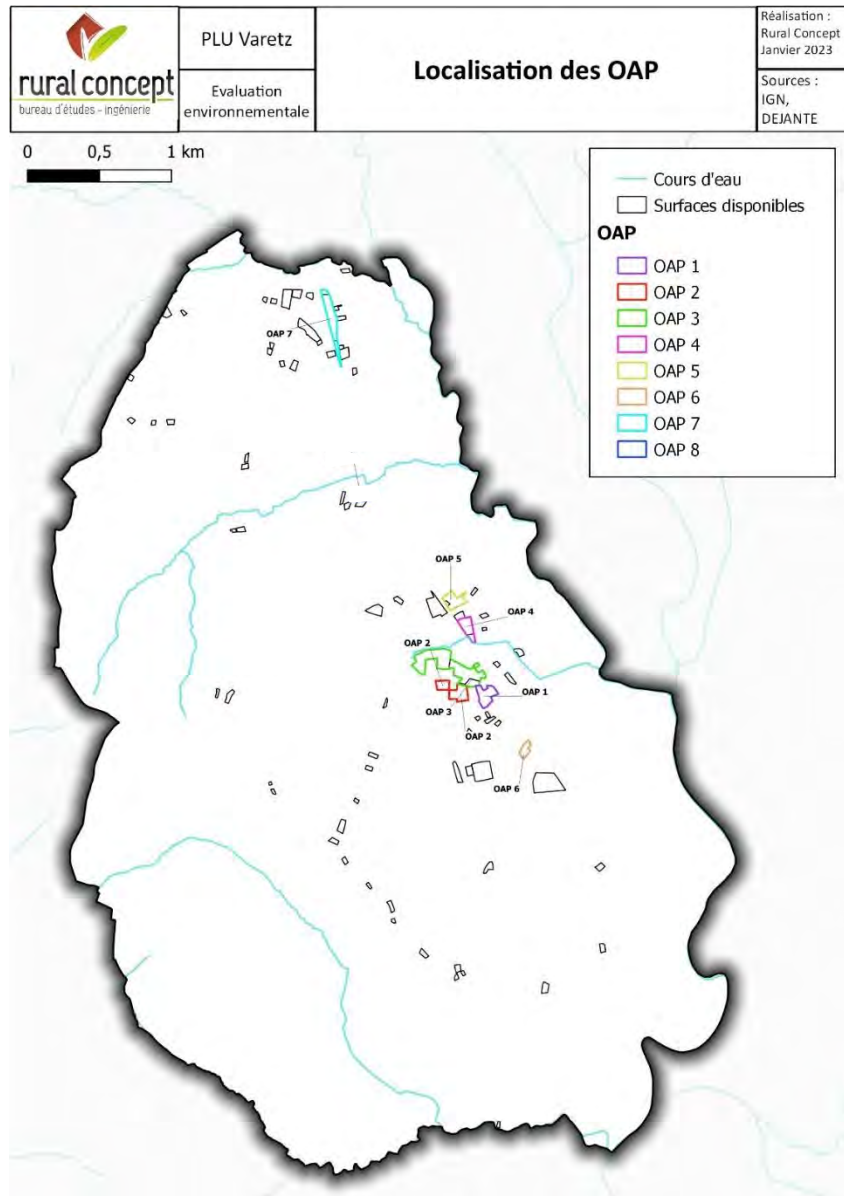 rural concept
bureau d'études - ingénierie
PLU Varetz
Evaluation
environnementale
Localisation des OAP
Réalisation :
Rural Concept
Janvier 2023
Sources :
IGN,
DEJANTE
0 0,5 1 km
Cours d'eau
Surfaces disponibles
OAP
OAP 1
OAP 2
OAP 3
OAP 4
OAP 5
OAP 6
OAP 7
OAP 8
OAP 7
OAP 5
OAP 4
OAP 2
OAP 1
OAP 3
OAP 2
OAP 6